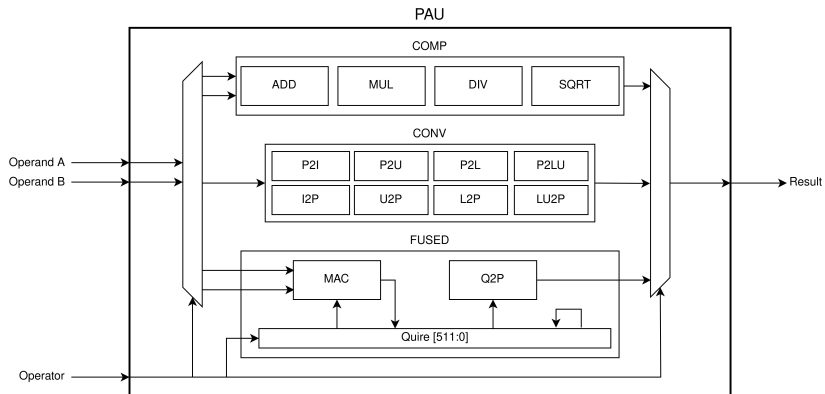 PAU
COMP
ADD
MUL
DIV
SQRT
CONV
P2I
P2U
P2L
P2LU
I2P
U2P
L2P
LU2P
Operand A
Operand B
Result
FUSED
MAC
Q2P
Quire [511:0]
Operator